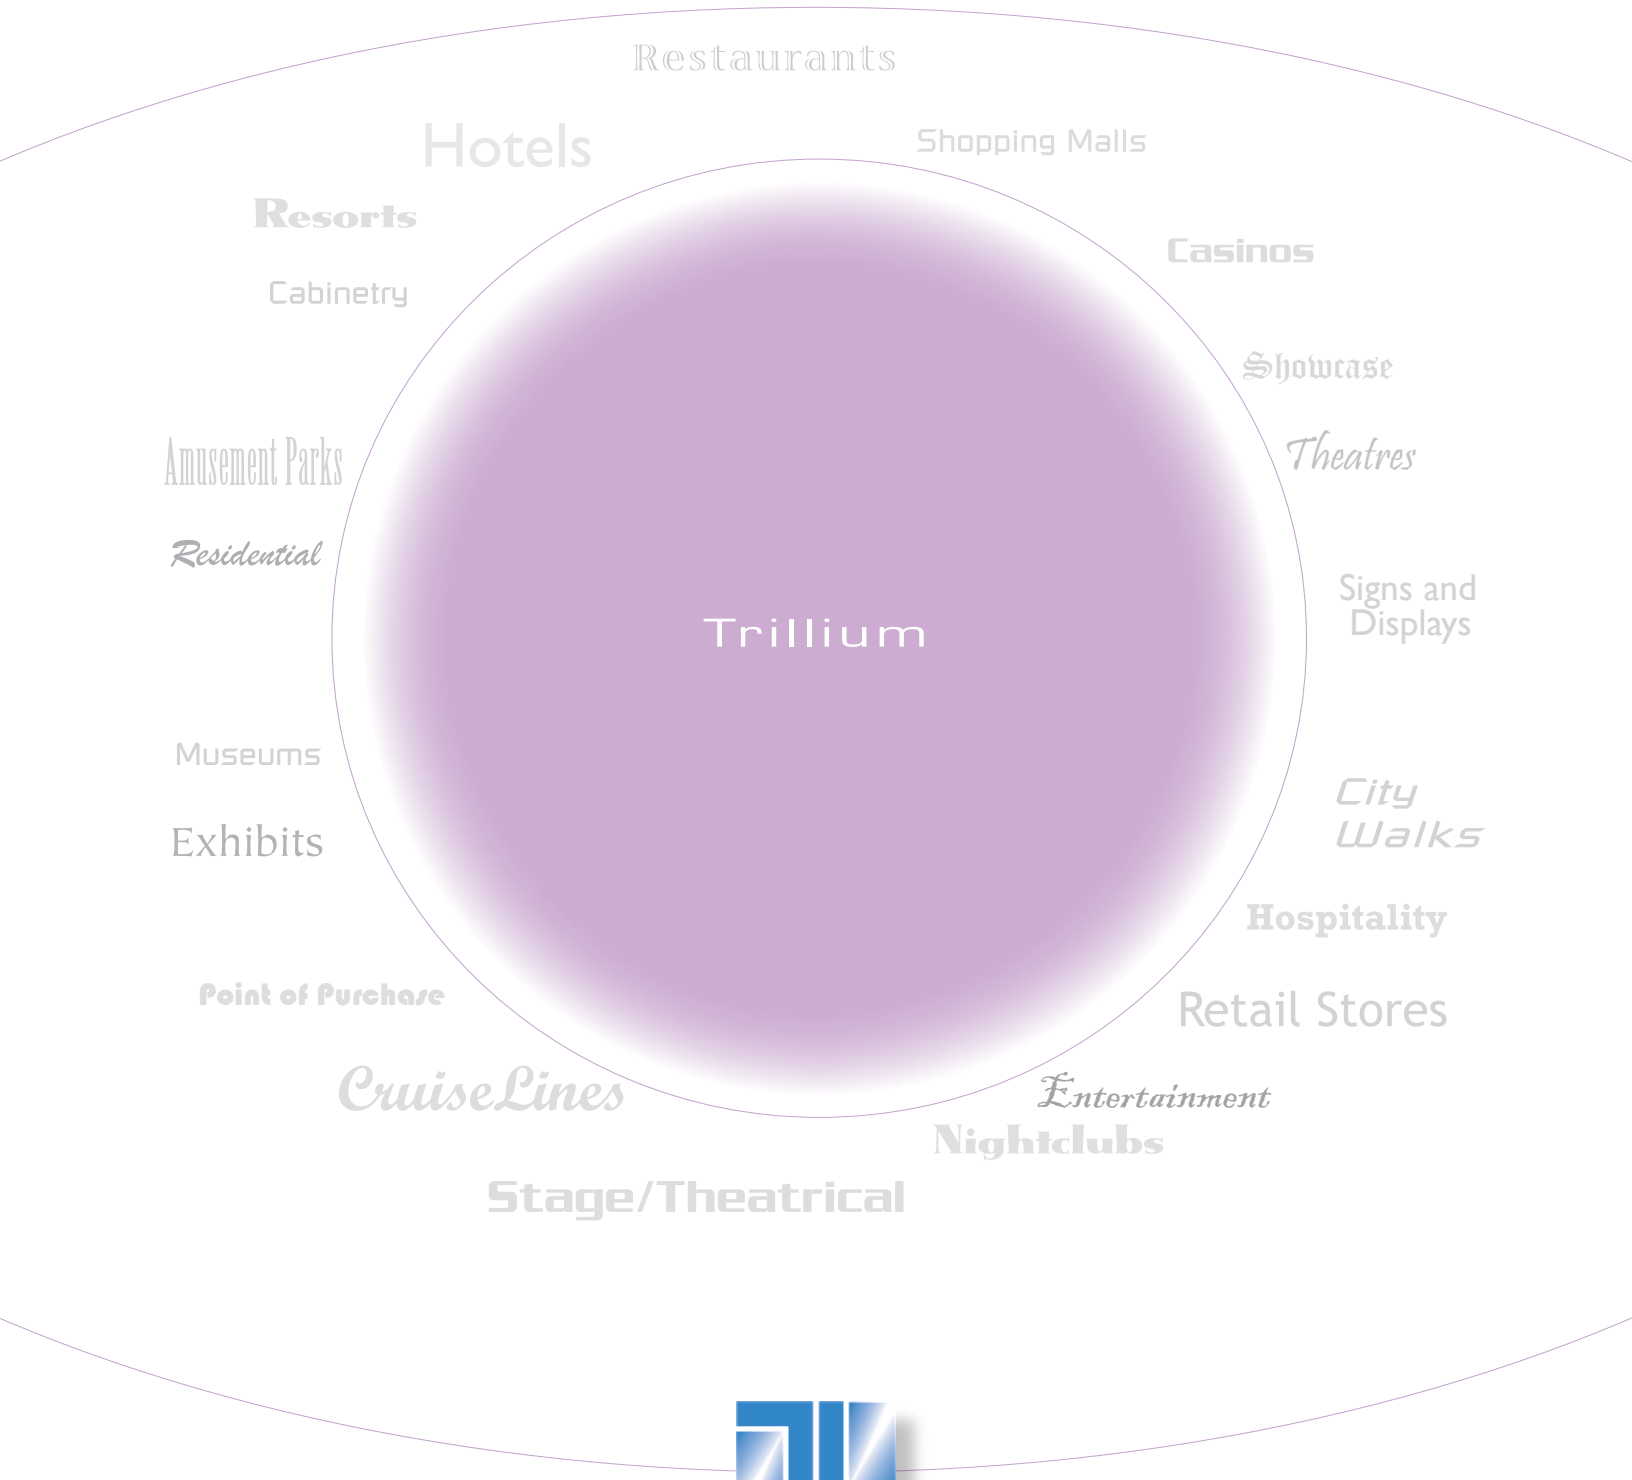 Restaurants
Hotels
Shopping Malls
Resorts
Casinos
Cabinetry
Showcase
Theatres
Amusement Parks
Residential
Signs and
Displays
Trillium
Museums
City
Walks
Exhibits
Hospitality
Point of Purchase
Retail Stores
CruiseLines
Entertainment
Nightclubs
Stage/Theatrical